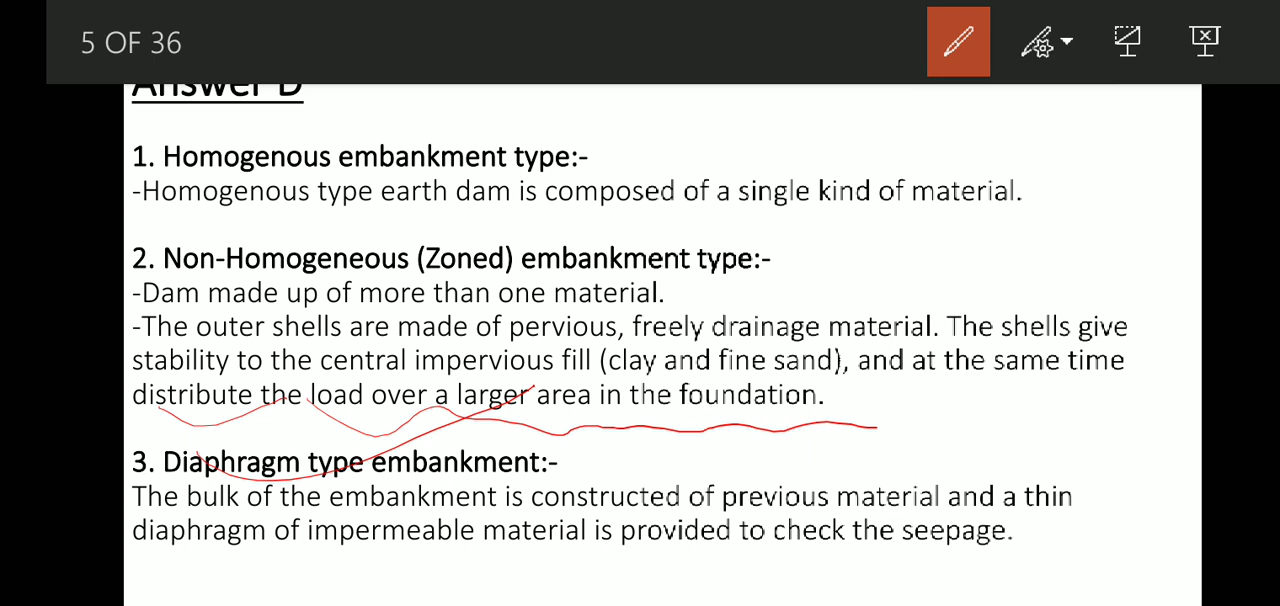 5 OF 36
Answer D
1. Homogenous embankment type:-
-Homogenous type earth dam is composed of a single kind of material.
2. Non-Homogeneous (Zoned) embankment type:-
-Dam made up of more than one material.
-The outer shells are made of pervious, freely drainage material. The shells give
stability to the central impervious fill (clay and fine sand), and at the same time
distribute the load over a larger area in the foundation.
3. Diaphragm type embankment:-
The bulk of the embankment is constructed of previous material and a thin
diaphragm of impermeable material is provided to check the seepage.